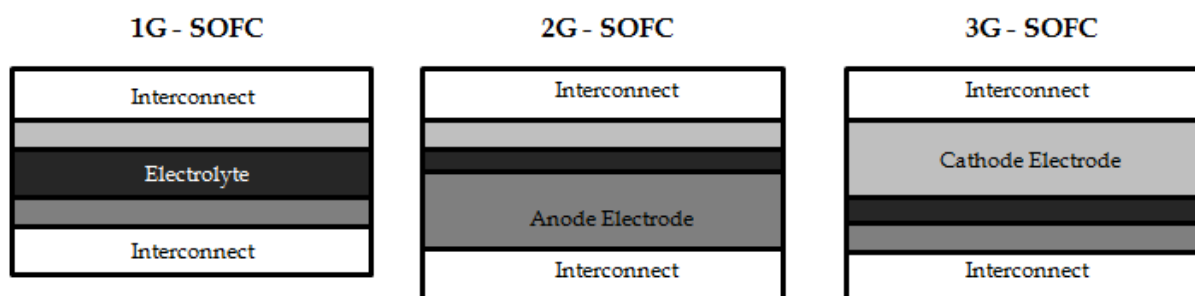 1G - SOFC
Interconnect
Electrolyte
Interconnect
2G - SOFC
Interconnect
Anode Electrode
Interconnect
3G - SOFC
Interconnect
Cathode Electrode
Interconnect